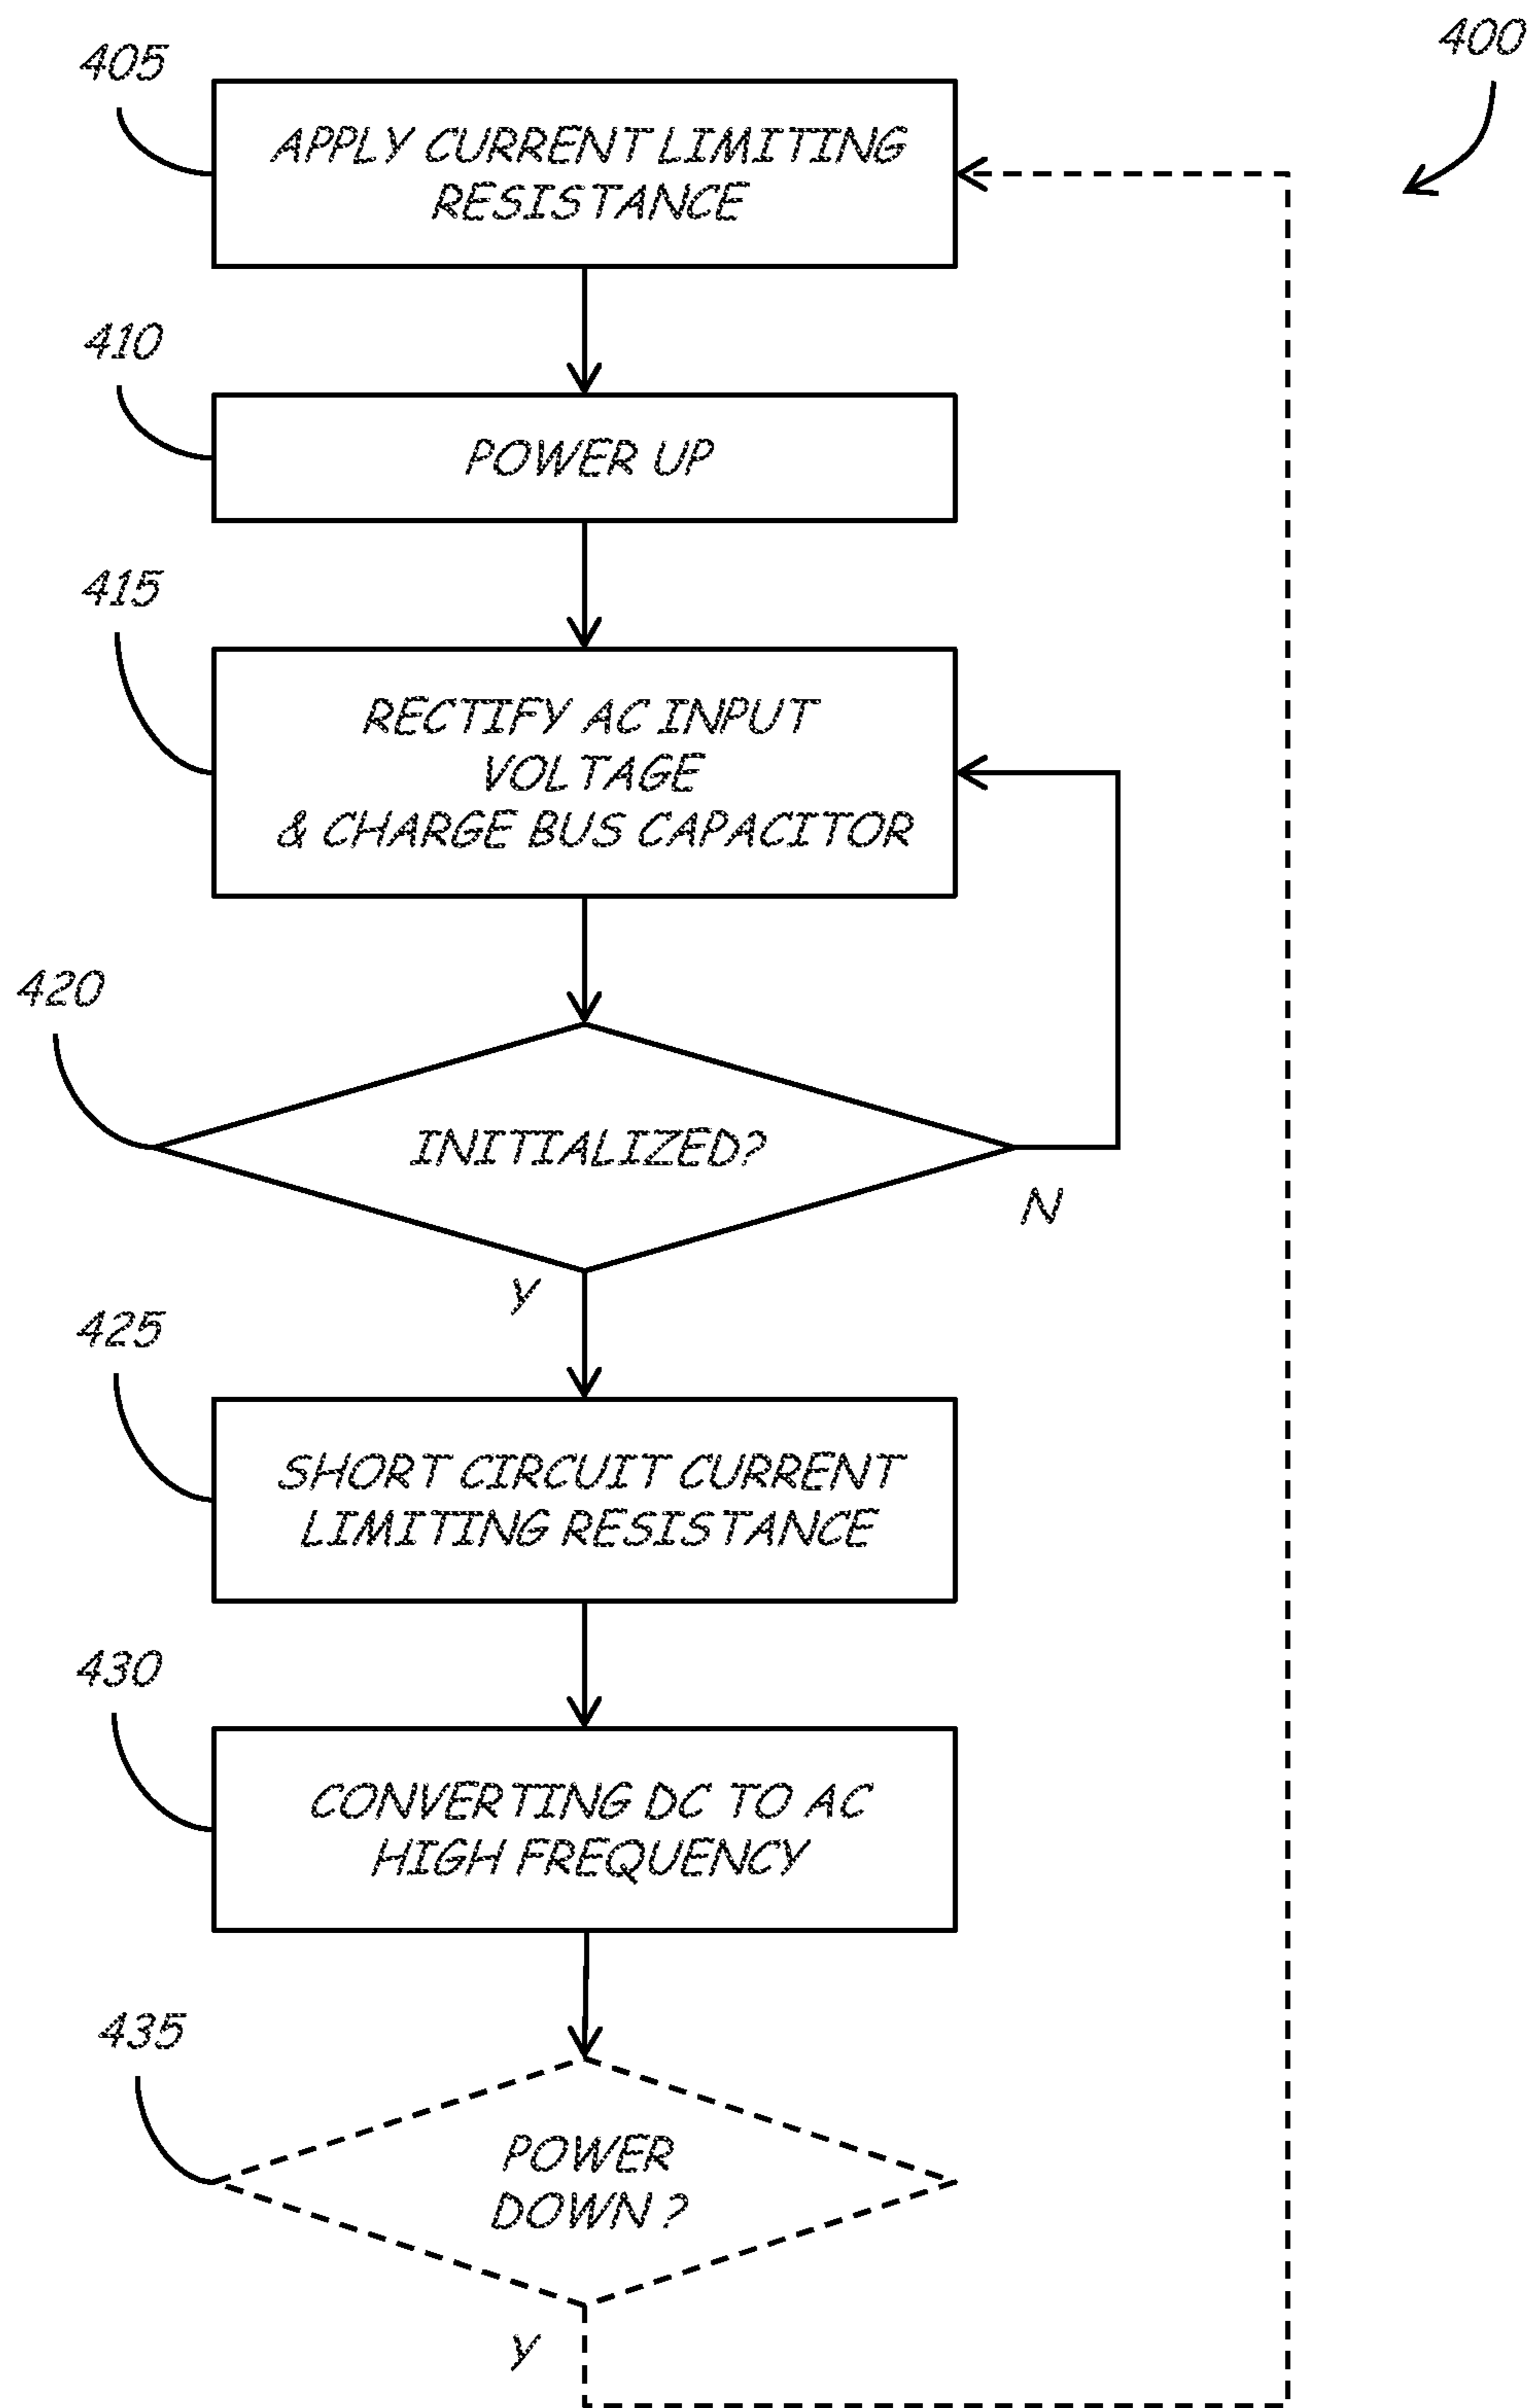 400
405
APPLY CURRENT LIMITING
RESISTANCE
410
POWER UP
415
RECTIFY AC INPUT
VOLTAGE
& CHARGE BUS CAPACITOR
420
INITIALIZED?
N
Y
425
SHORT CIRCUIT CURRENT
LIMITING RESISTANCE
430
CONVERTING DC TO AC
HIGH FREQUENCY
435
POWER
DOWN ?
Y